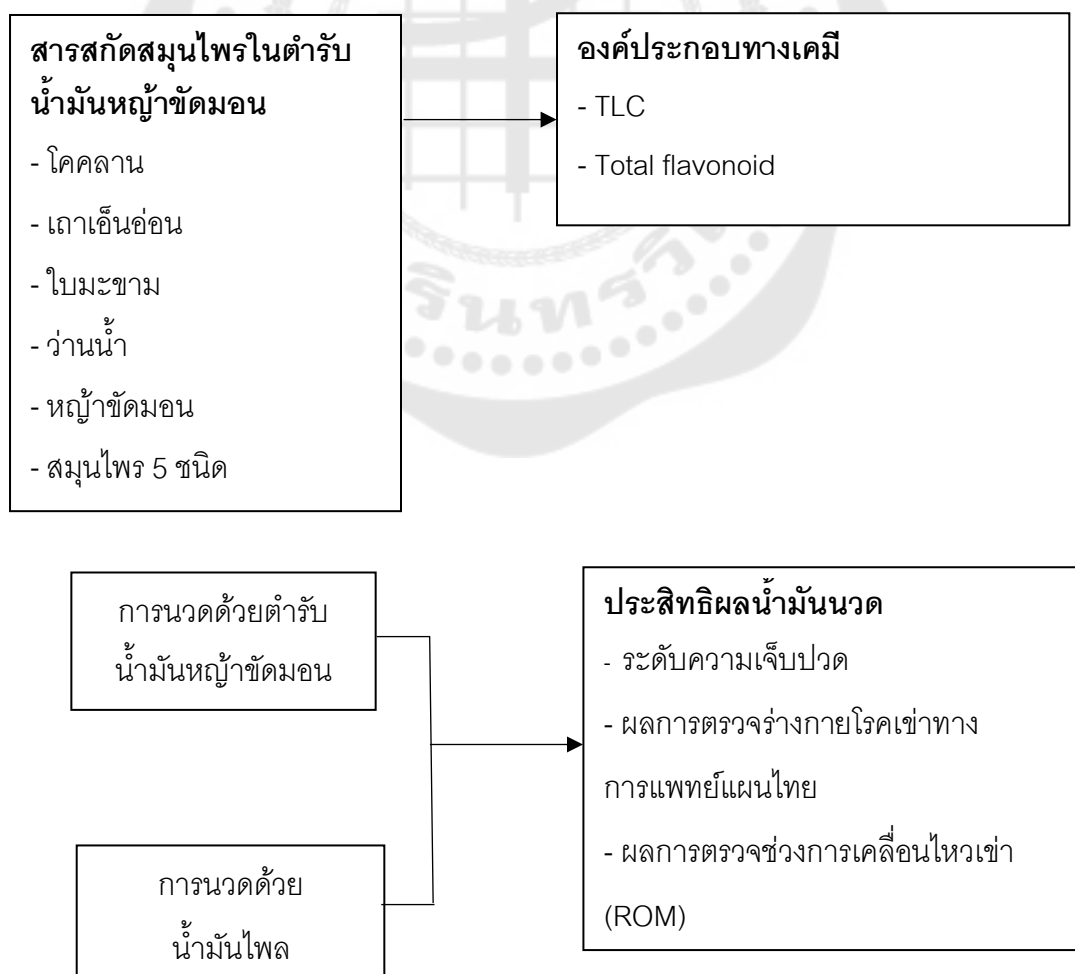 สารสกัดสมุนไพรในตำรับ
น้ำมันหญ้าขัดมอน
- โคคลาน
- เถาเอ็นอ่อน
- ใบมะขาม
- ว่านน้ำ
- หญ้าขัดมอน
- สมุนไพร 5 ชนิด
องค์ประกอบทางเคมี
- TLC
- Total flavonoid
การนวดด้วยตำรับ
น้ำมันหญ้าขัดมอน
การนวดด้วย
น้ำมันไพล
ประสิทธิผลน้ำมันนวด
- ระดับความเจ็บปวด
- ผลการตรวจร่างกายโรคเข่าทาง
การแพทย์แผนไทย
- ผลการตรวจช่วงการเคลื่อนไหวเข่า
(ROM)